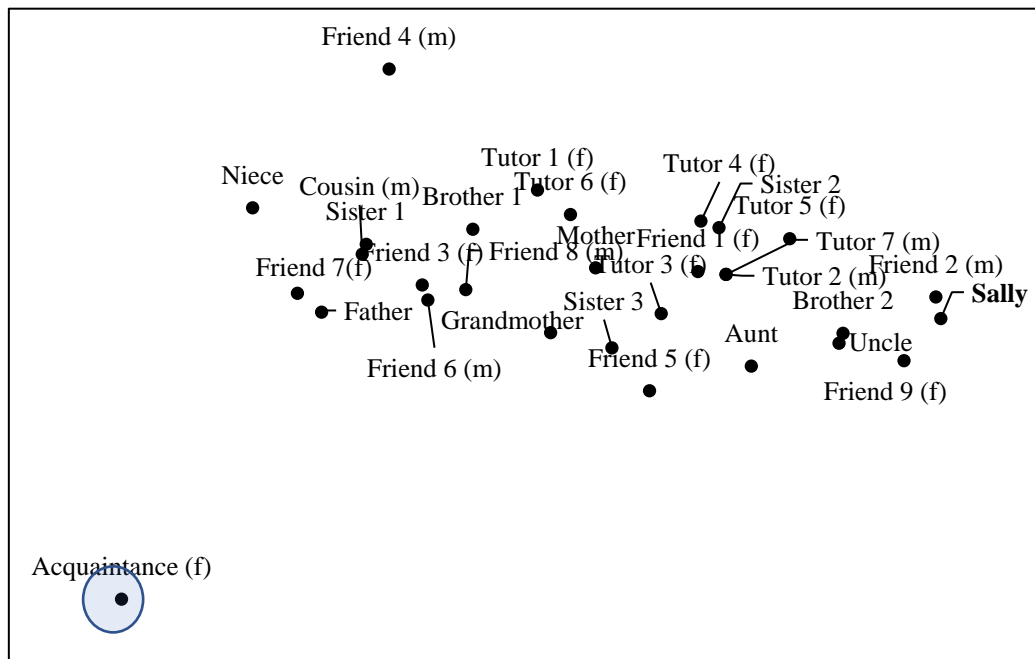 Friend 4 (m)
Tutor 1 (f)
Tutor 4 (f)
Niece
Cousin (m)
Tutor 6 (f)
Sister 2
Brother 1
Sister 1
Tutor 5 (f)
Mother
Friend 1 (f)
Tutor 7 (m)
Friend 3 (f)
Friend 8 (m)
Friend 7(f)
Tutor 3 (f)
Tutor 2 (m)
Friend 2 (m)
Sally
Father
Grandmother
Sister 3
Brother 2
Aunt
Uncle
Friend 6 (m)
Friend 5 (f)
Friend 9 (f)
Acquaintance (f)